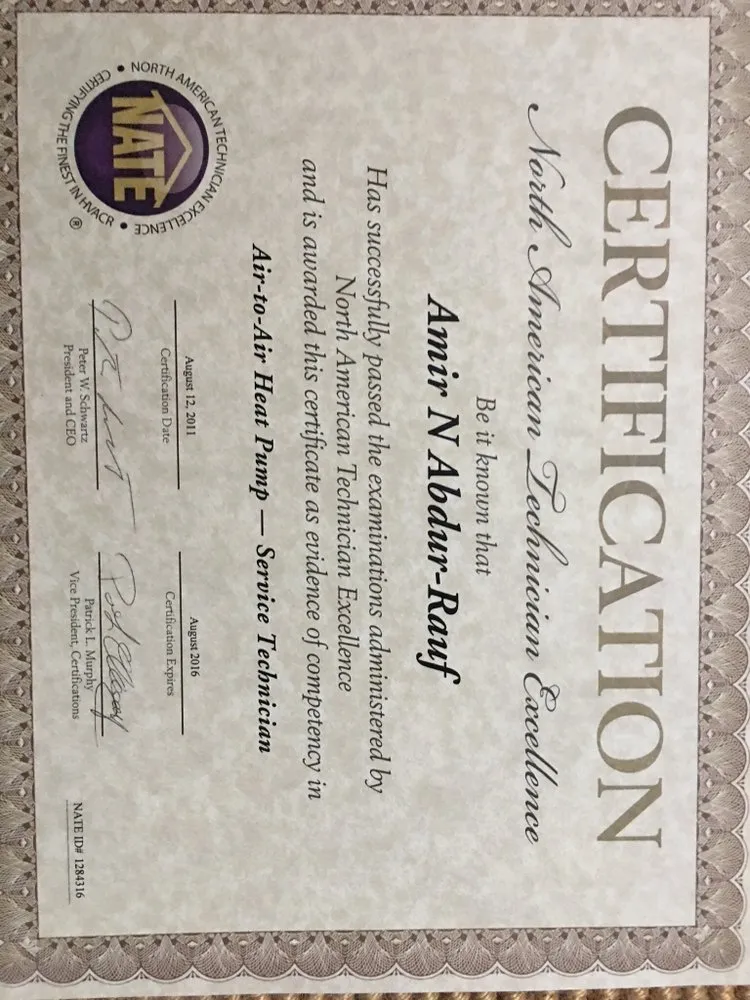 CERTIFICATION
North American Technician Excellence
Be it known that
Amir N Abdur-Rauf
Has successfully passed the examinations administered by
North American Technician Excellence
and is awarded this certificate as evidence of competency in
Air-to-Air Heat Pump — Service Technician
NORTH AMERICAN TECHNICIAN EXCELLENCE •
NATE
CERTIFYING THE FINEST IN HVACR •
®
August 12, 2011
Certification Date
August 2016
Certification Expires
Peter W. Schwartz
President and CEO
Patrick L. Murphy
Vice President, Certifications
NATE ID# 1284316